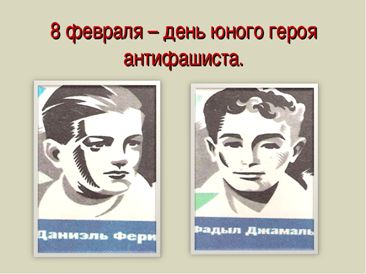 8 февраля – день юного героя
антифашиста.
Даниэль Фери
Фадыл Джамаль